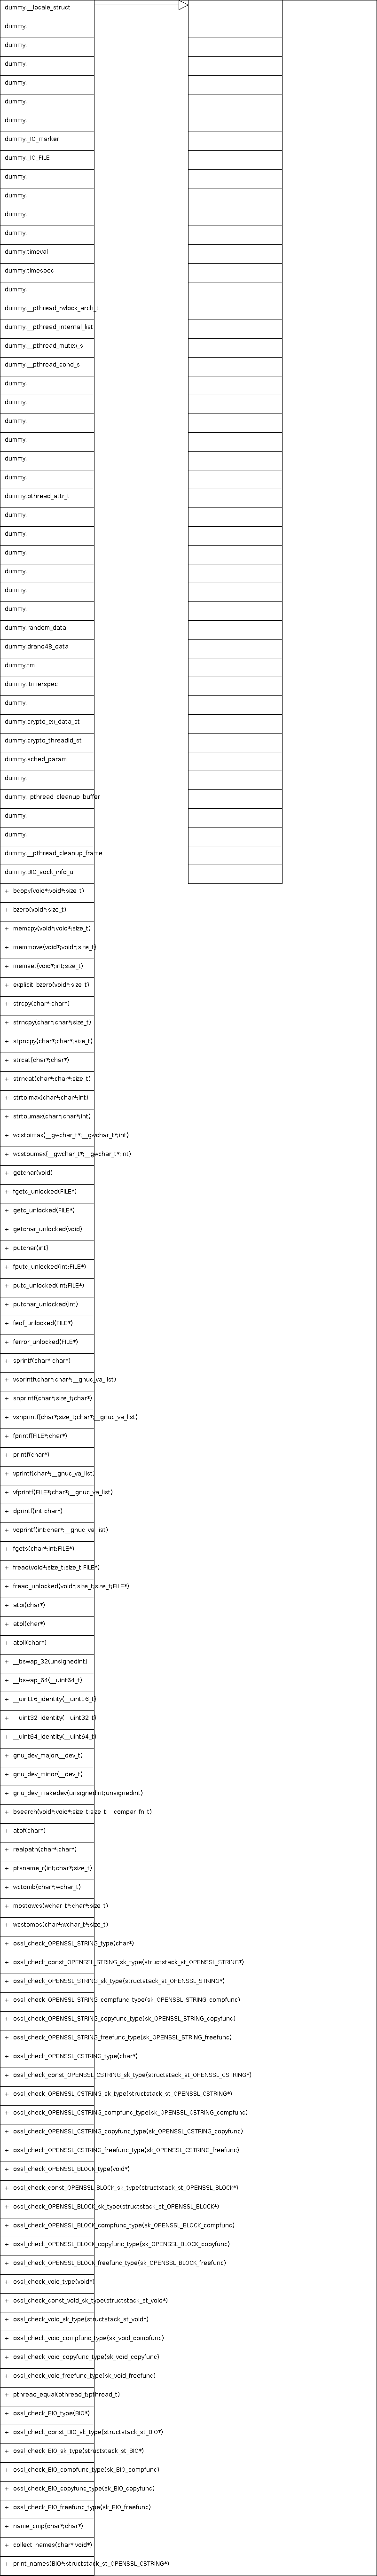 dummy.__locale_struct
dummy.
dummy.
dummy.
dummy.
dummy.
dummy.
dummy._IO_marker
dummy._IO_FILE
dummy.
dummy.
dummy.
dummy.
dummy.timeval
dummy.timespec
dummy.
dummy.__pthread_rwlock_arch_t
dummy.__pthread_internal_list
dummy.__pthread_mutex_s
dummy.__pthread_cond_s
dummy.
dummy.
dummy.
dummy.
dummy.
dummy.
dummy.pthread_attr_t
dummy.
dummy.
dummy.
dummy.
dummy.
dummy.
dummy.random_data
dummy.drand48_data
dummy.tm
dummy.itimerspec
dummy.
dummy.crypto_ex_data_st
dummy.crypto_threadid_st
dummy.sched_param
dummy.
dummy._pthread_cleanup_buffer
dummy.
dummy.
dummy.__pthread_cleanup_frame
dummy.BIO_sock_info_u
+ bcopy(void*;void*;size_t)
+ bzero(void*;size_t)
+ memcpy(void*;void*;size_t)
+ memmove(void*;void*;size_t)
+ memset(void*;int;size_t)
+ explicit_bzero(void*;size_t)
+ strcpy(char*;char*)
+ strncpy(char*;char*;size_t)
+ stpncpy(char*;char*;size_t)
+ strcat(char*;char*)
+ strncat(char*;char*;size_t)
+ strtoimax(char*;char*;int)
+ strtoumax(char*;char*;int)
+ wcstoimax(__gwchar_t*;__gwchar_t*;int)
+ wcstoumax(__gwchar_t*;__gwchar_t*;int)
+ getchar(void)
+ fgetc_unlocked(FILE*)
+ getc_unlocked(FILE*)
+ getchar_unlocked(void)
+ putchar(int)
+ fputc_unlocked(int;FILE*)
+ putc_unlocked(int;FILE*)
+ putchar_unlocked(int)
+ feof_unlocked(FILE*)
+ ferror_unlocked(FILE*)
+ sprintf(char*;char*)
+ vsprintf(char*;char*;__gnuc_va_list)
+ snprintf(char*;size_t;char*)
+ vsnprintf(char*;size_t;char*;__gnuc_va_list)
+ fprintf(FILE*;char*)
+ printf(char*)
+ vprintf(char*;__gnuc_va_list)
+ vfprintf(FILE*;char*;__gnuc_va_list)
+ dprintf(int;char*)
+ vdprintf(int;char*;__gnuc_va_list)
+ fgets(char*;int;FILE*)
+ fread(void*;size_t;size_t;FILE*)
+ fread_unlocked(void*;size_t;size_t;FILE*)
+ atoi(char*)
+ atol(char*)
+ atoll(char*)
+ __bswap_32(unsignedint)
+ __bswap_64(__uint64_t)
+ __uint16_identity(__uint16_t)
+ __uint32_identity(__uint32_t)
+ __uint64_identity(__uint64_t)
+ gnu_dev_major(__dev_t)
+ gnu_dev_minor(__dev_t)
+ gnu_dev_makedev(unsignedint;unsignedint)
+ bsearch(void*;void*;size_t;size_t;__compar_fn_t)
+ atof(char*)
+ realpath(char*;char*)
+ ptsname_r(int;char*;size_t)
+ wctomb(char*;wchar_t)
+ mbstowcs(wchar_t*;char*;size_t)
+ wcstombs(char*;wchar_t*;size_t)
+ ossl_check_OPENSSL_STRING_type(char*)
+ ossl_check_const_OPENSSL_STRING_sk_type(structstack_st_OPENSSL_STRING*)
+ ossl_check_OPENSSL_STRING_sk_type(structstack_st_OPENSSL_STRING*)
+ ossl_check_OPENSSL_STRING_compfunc_type(sk_OPENSSL_STRING_compfunc)
+ ossl_check_OPENSSL_STRING_copyfunc_type(sk_OPENSSL_STRING_copyfunc)
+ ossl_check_OPENSSL_STRING_freefunc_type(sk_OPENSSL_STRING_freefunc)
+ ossl_check_OPENSSL_CSTRING_type(char*)
+ ossl_check_const_OPENSSL_CSTRING_sk_type(structstack_st_OPENSSL_CSTRING*)
+ ossl_check_OPENSSL_CSTRING_sk_type(structstack_st_OPENSSL_CSTRING*)
+ ossl_check_OPENSSL_CSTRING_compfunc_type(sk_OPENSSL_CSTRING_compfunc)
+ ossl_check_OPENSSL_CSTRING_copyfunc_type(sk_OPENSSL_CSTRING_copyfunc)
+ ossl_check_OPENSSL_CSTRING_freefunc_type(sk_OPENSSL_CSTRING_freefunc)
+ ossl_check_OPENSSL_BLOCK_type(void*)
+ ossl_check_const_OPENSSL_BLOCK_sk_type(structstack_st_OPENSSL_BLOCK*)
+ ossl_check_OPENSSL_BLOCK_sk_type(structstack_st_OPENSSL_BLOCK*)
+ ossl_check_OPENSSL_BLOCK_compfunc_type(sk_OPENSSL_BLOCK_compfunc)
+ ossl_check_OPENSSL_BLOCK_copyfunc_type(sk_OPENSSL_BLOCK_copyfunc)
+ ossl_check_OPENSSL_BLOCK_freefunc_type(sk_OPENSSL_BLOCK_freefunc)
+ ossl_check_void_type(void*)
+ ossl_check_const_void_sk_type(structstack_st_void*)
+ ossl_check_void_sk_type(structstack_st_void*)
+ ossl_check_void_compfunc_type(sk_void_compfunc)
+ ossl_check_void_copyfunc_type(sk_void_copyfunc)
+ ossl_check_void_freefunc_type(sk_void_freefunc)
+ pthread_equal(pthread_t;pthread_t)
+ ossl_check_BIO_type(BIO*)
+ ossl_check_const_BIO_sk_type(structstack_st_BIO*)
+ ossl_check_BIO_sk_type(structstack_st_BIO*)
+ ossl_check_BIO_compfunc_type(sk_BIO_compfunc)
+ ossl_check_BIO_copyfunc_type(sk_BIO_copyfunc)
+ ossl_check_BIO_freefunc_type(sk_BIO_freefunc)
+ name_cmp(char*;char*)
+ collect_names(char*;void*)
+ print_names(BIO*;structstack_st_OPENSSL_CSTRING*)